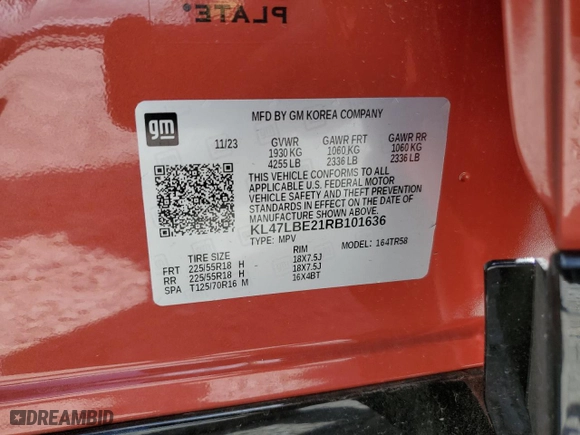 PLATE®
gm
MFD BY GM KOREA COMPANY
11/23 GVWR GAWR FRT GAWR RR
1930 KG 1060 KG 1060 KG
4255 LB 2336 LB 2336 LB
THIS VEHICLE CONFORMS TO ALL
APPLICABLE U.S. FEDERAL MOTOR
VEHICLE SAFETY AND THEFT PREVENTION
STANDARDS IN EFFECT ON THE DATE OF
MANUFACTURE SHOWN ABOVE.
KL47LBE21RB101636
TYPE: MPV MODEL: 164TR58
TIRE SIZE RIM
FRT 225/55R18 H 18X7.5J
RR 225/55R18 H 18X7.5J
SPA T125/70R16 M 16X4BT
DREAMBID